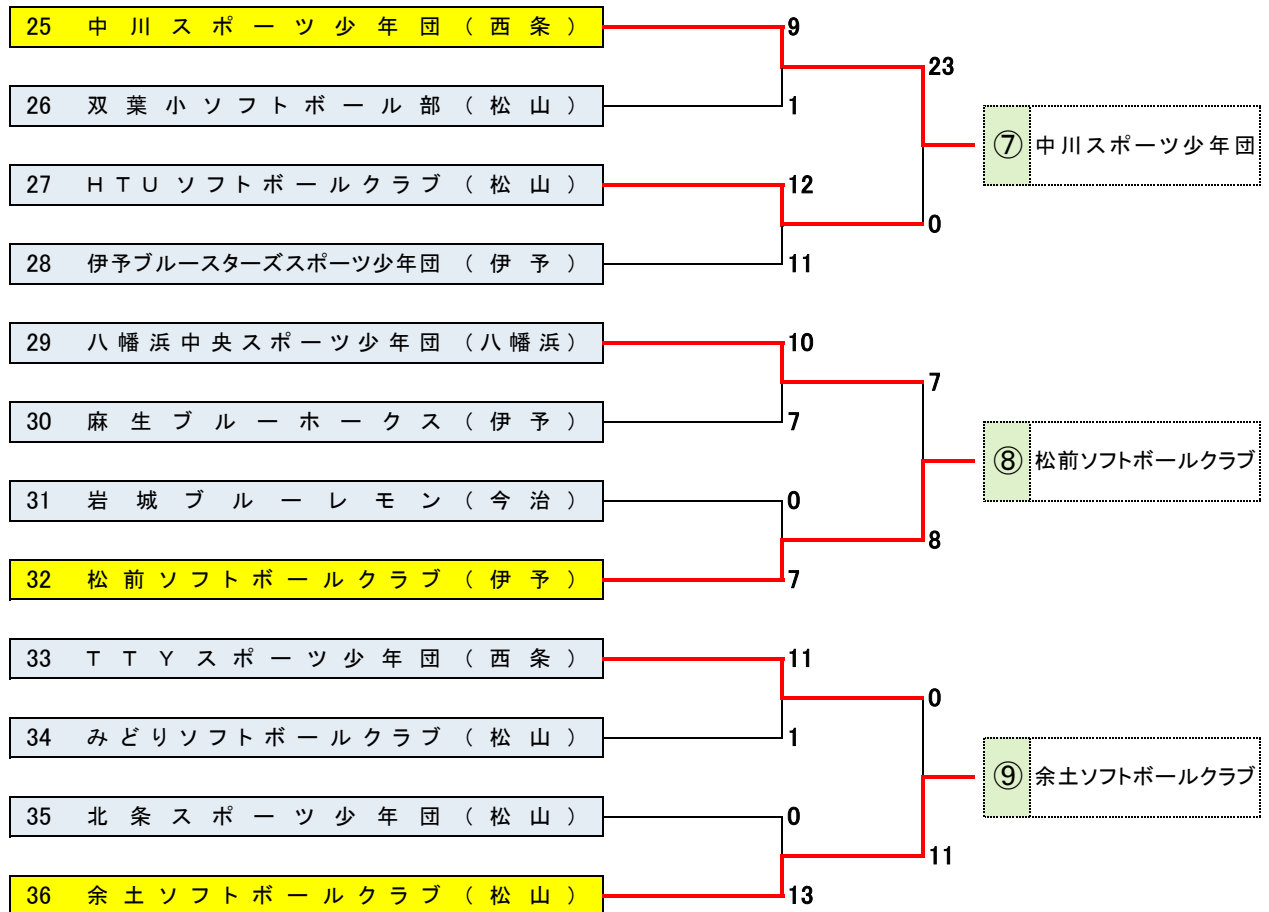 25 中川スポーツ少年団(西条) 9
23
26 双葉小ソフトボール部(松山) 1
⑦ 中川スポーツ少年団
27 HTUソフトボールクラブ(松山) 12
0
28 伊予ブルースターズスポーツ少年団(伊予) 11
29 八幡浜中央スポーツ少年団(八幡浜) 10
7
30 麻生ブルーホークス(伊予) 7
⑧ 松前ソフトボールクラブ
31 岩城ブルーレモン(今治) 0
8
32 松前ソフトボールクラブ(伊予) 7
33 TTYスポーツ少年団(西条) 11
0
34 みどりソフトボールクラブ(松山) 1
⑨ 余土ソフトボールクラブ
35 北条スポーツ少年団(松山) 0
11
36 余土ソフトボールクラブ(松山) 13